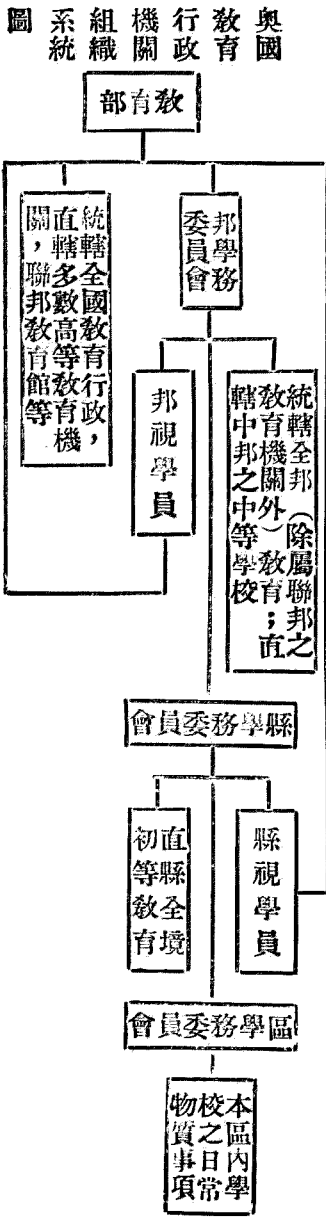 奧國
教育
行政
機關
組織
系統
圖
教育部
邦學務
委員會
統轄全國教育行政，
直轄多數高等教育機
關，聯邦教育館等
統轄全邦（除屬聯邦之
教育機關外）教育；直
轄中邦之中等學校
邦視學員
縣學務委員會
縣視學員
直縣全境
初等教育
區學務委員會
本區內學
校之日常
物質事項